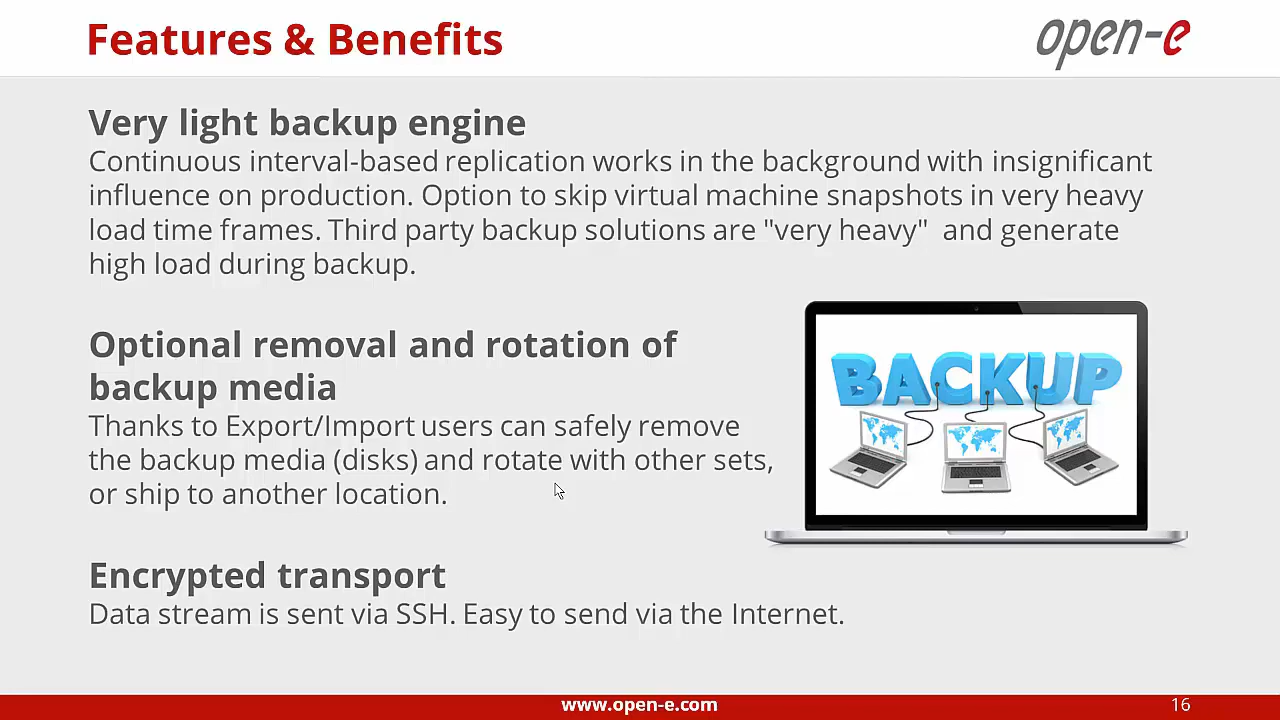 Features & Benefits
open-e
Very light backup engine
Continuous interval-based replication works in the background with insignificant
influence on production. Option to skip virtual machine snapshots in very heavy
load time frames. Third party backup solutions are "very heavy"  and generate
high load during backup.
Optional removal and rotation of
backup media
Thanks to Export/Import users can safely remove
the backup media (disks) and rotate with other sets,
or ship to another location.
BACKUP
Encrypted transport
Data stream is sent via SSH. Easy to send via the Internet.
www.open-e.com
16